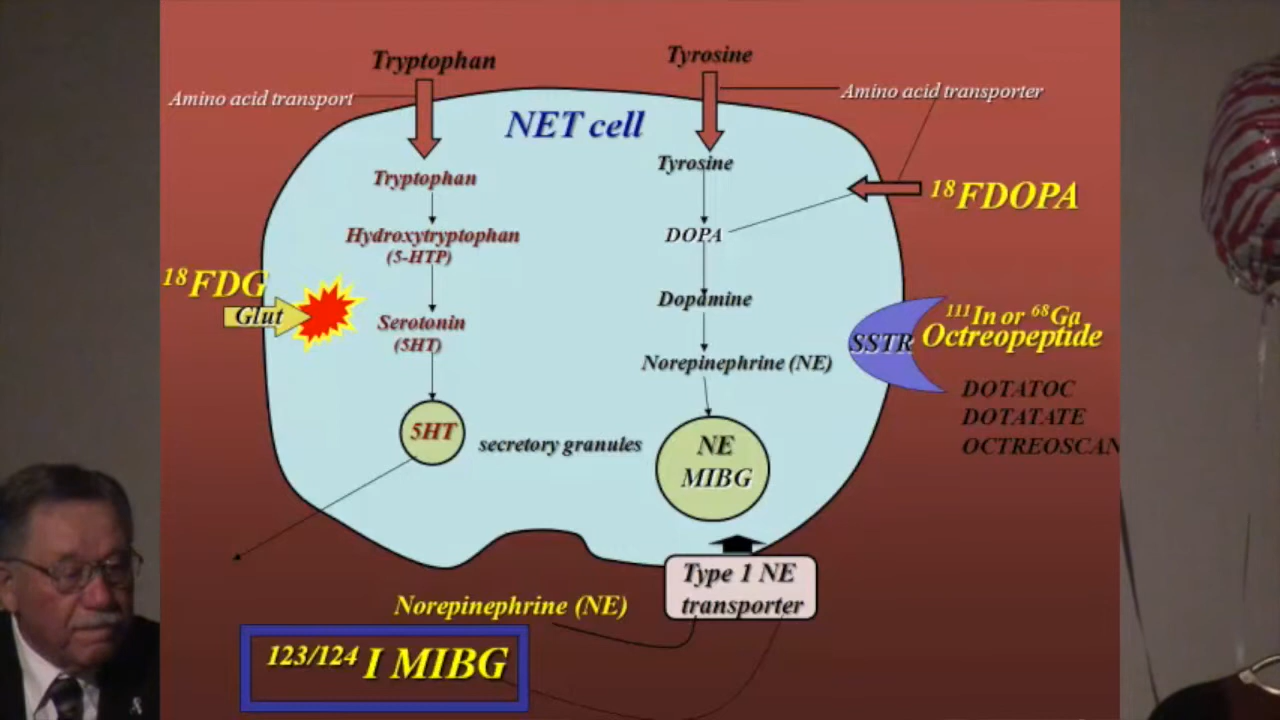 Tryptophan
Tyrosine
Amino acid transport
Amino acid transporter
NET cell
Tyrosine
Tryptophan
18FDOPA
Hydroxytryptophan
(5-HTP)
DOPA
18FDG
Glut
Dopamine
Serotonin
(5HT)
111In or 68Ga
Octreopeptide
SSTR
Norepinephrine (NE)
DOTATOC
DOTATATE
OCTREOSCAN
5HT
secretory granules
NE
MIBG
Type 1 NE
transporter
Norepinephrine (NE)
123/124 I MIBG